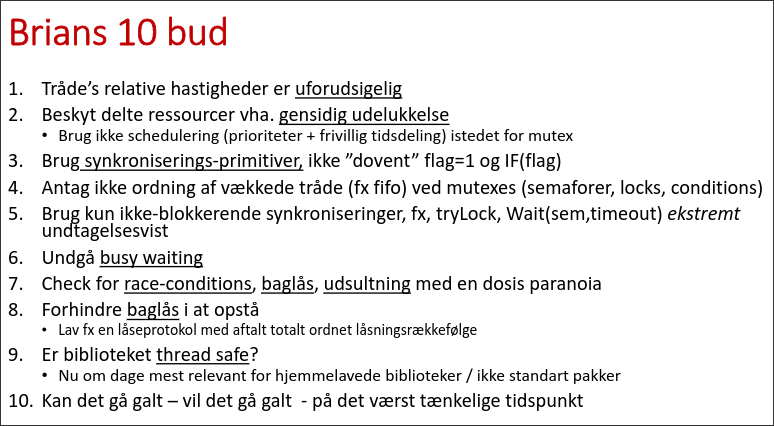 Brians 10 bud
1. Tråde’s relative hastigheder er uforudsigelig
2. Beskyt delte ressourcer vha. gensidig udelukkelse
• Brug ikke schedulering (prioriteter + frivillig tidsdeling) istedet for mutex
3. Brug synkroniserings-primitiver, ikke ”dovent” flag=1 og IF(flag)
4. Antag ikke ordning af vækkede tråde (fx fifo) ved mutexes (semaforer, locks, conditions)
5. Brug kun ikke-blokkerende synkroniseringer, fx, tryLock, Wait(sem,timeout) ekstremt
undtagelsesvist
6. Undgå busy waiting
7. Check for race-conditions, baglås, udsultning med en dosis paranoia
8. Forhindre baglås i at opstå
• Lav fx en låseprotokol med aftalt totalt ordnet låsningsrækkefølge
9. Er biblioteket thread safe?
• Nu om dage mest relevant for hjemmelavede biblioteker / ikke standart pakker
10. Kan det gå galt – vil det gå galt - på det værst tænkelige tidspunkt